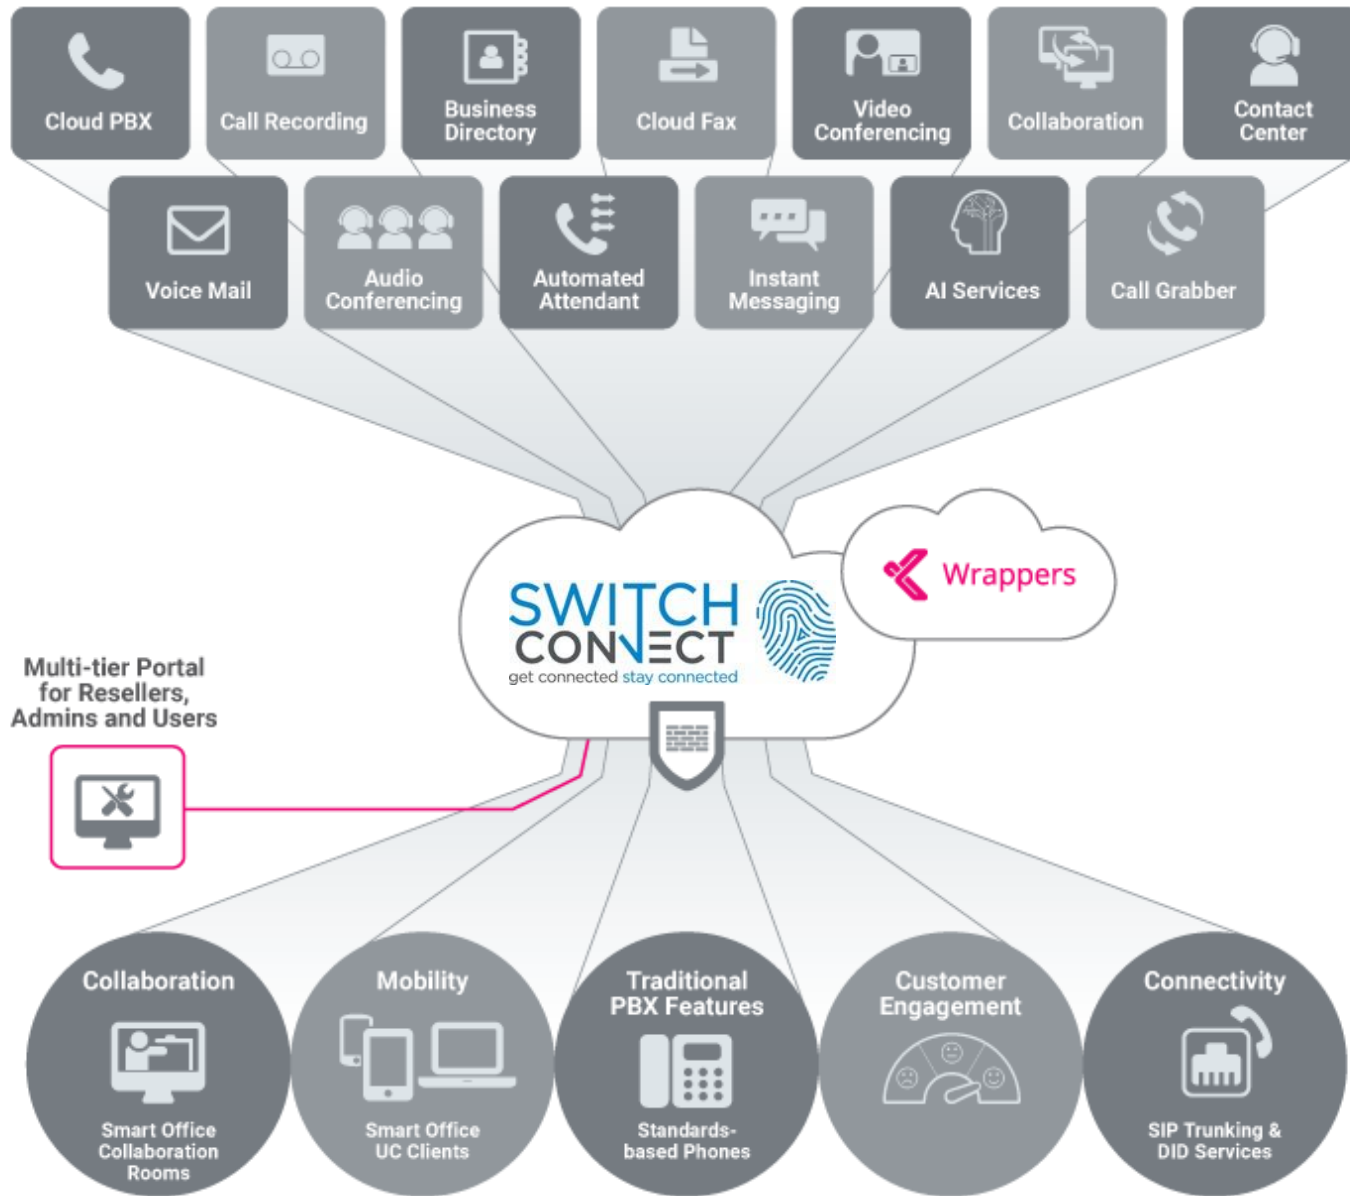 Cloud PBX
Call Recording
Business
Directory
Cloud Fax
Video
Conferencing
Collaboration
Contact
Center
Voice Mail
Audio
Conferencing
Automated
Attendant
Instant
Messaging
AI Services
Call Grabber
SWITCH
CONNECT
get connected stay connected
Wrappers
Multi-tier Portal
for Resellers,
Admins and Users
Collaboration
Smart Office
Collaboration
Rooms
Mobility
Smart Office
UC Clients
Traditional
PBX Features
Standards-
based Phones
Customer
Engagement
Connectivity
SIP Trunking &
DID Services